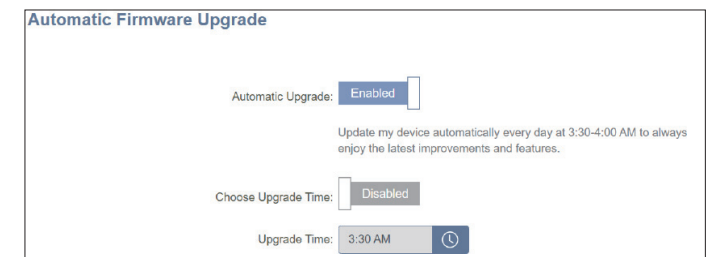 Automatic Firmware Upgrade
Automatic Upgrade: Enabled
Update my device automatically every day at 3:30-4:00 AM to always
enjoy the latest improvements and features.
Choose Upgrade Time: Disabled
Upgrade Time: 3:30 AM